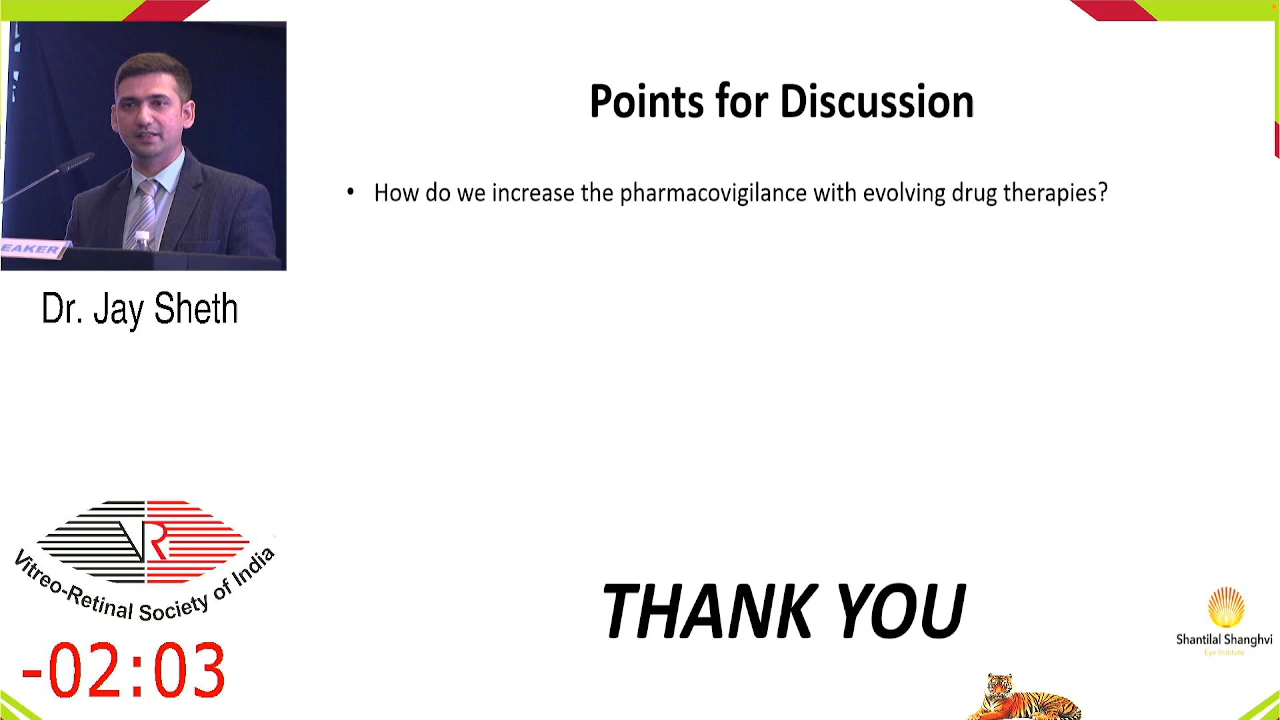 Points for Discussion
• How do we increase the pharmacovigilance with evolving drug therapies?
EAKER
Dr. Jay Sheth
VR
Vitreo-Retinal Society of India
-02:03
THANK YOU
Shantilal Shanghvi
Eye Institute